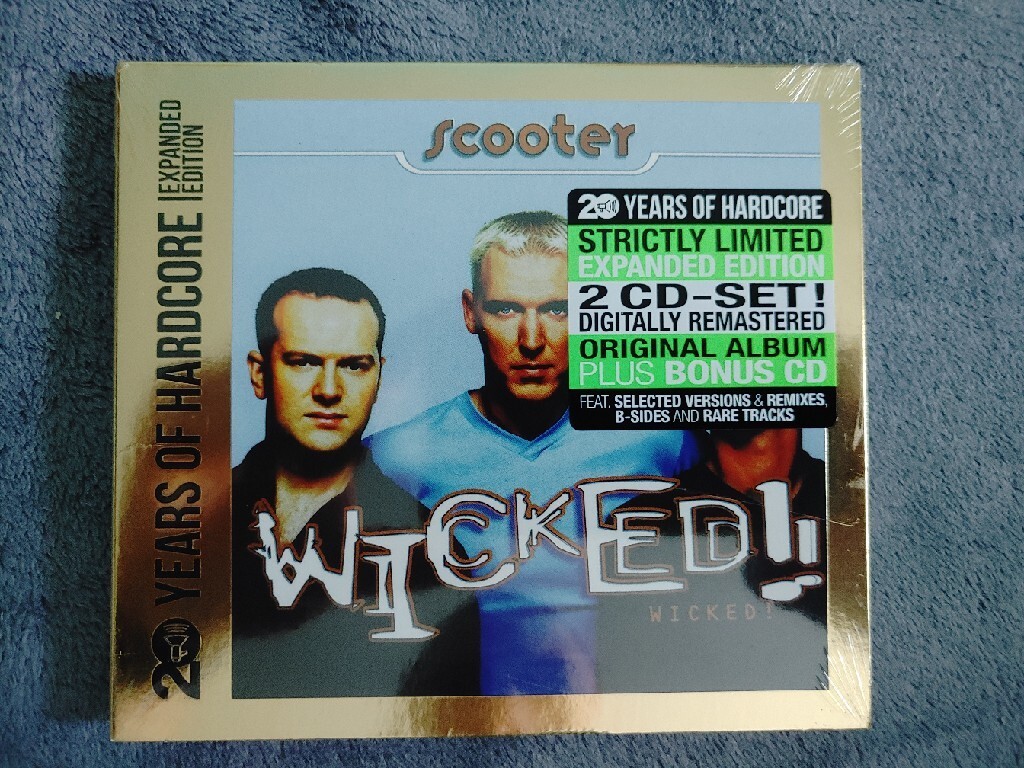 20 YEARS OF HARDCORE
EXPANDED
EDITION
scooter
20 YEARS OF HARDCORE
STRICTLY LIMITED
EXPANDED EDITION
2 CD-SET!
DIGITALLY REMASTERED
ORIGINAL ALBUM
PLUS BONUS CD
FEAT. SELECTED VERSIONS & REMIXES,
B-SIDES AND RARE TRACKS
WICKED!
WICKED!